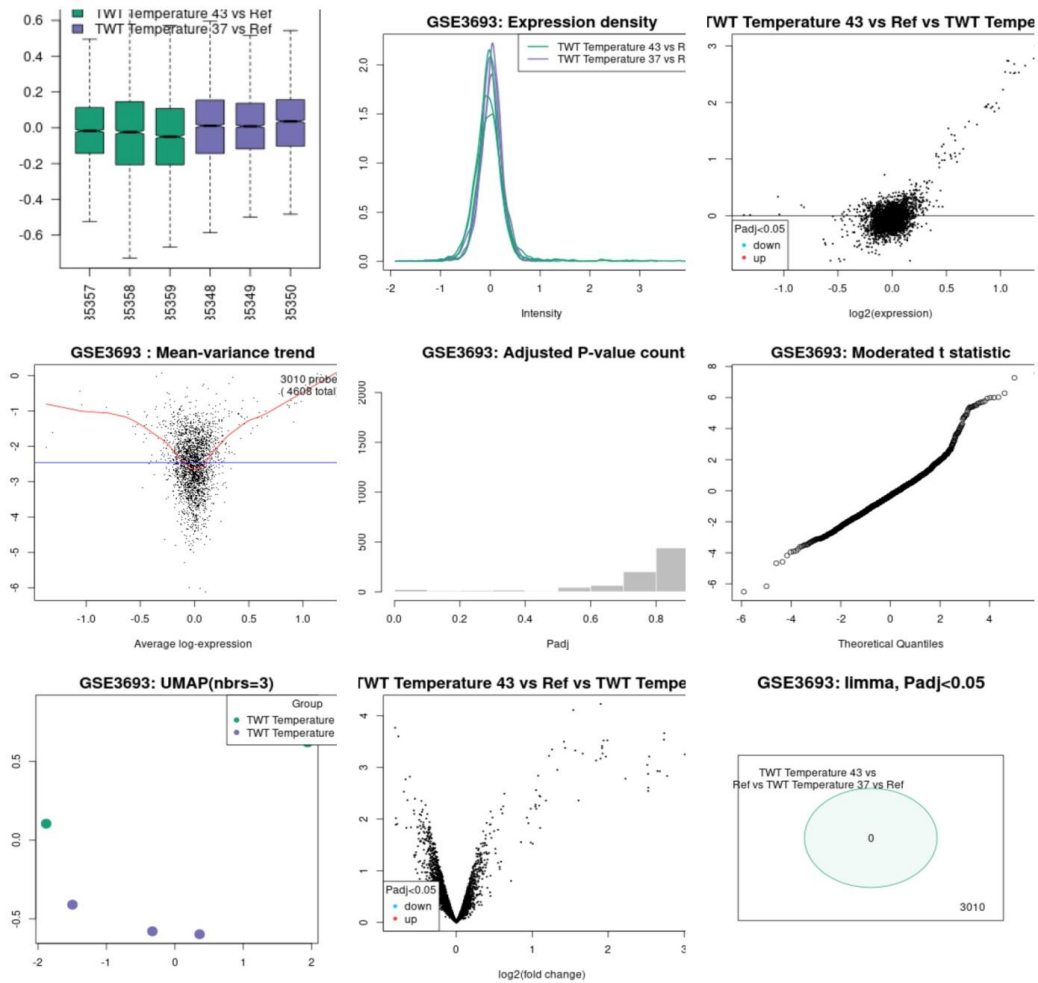 TWT Temperature 43 vs Ref
TWT Temperature 37 vs Ref
0.6
0.4
0.2
0.0
-0.2
-0.4
-0.6
35357
35358
35359
35348
35349
35350
GSE3693: Expression density
TWT Temperature 43 vs R
TWT Temperature 37 vs R
2.0
1.5
1.0
0.5
0.0
-2 -1 0 1 2 3
Intensity
TWT Temperature 43 vs Ref vs TWT Tempe
3
2
1
0
Padj<0.05
down
up
-1.0 -0.5 0.0 0.5 1.0
log2(expression)
GSE3693 : Mean-variance trend
3010 probe
( 4608 total)
0
-1
-2
-3
-4
-5
-6
-1.0 -0.5 0.0 0.5 1.0
Average log-expression
GSE3693: Adjusted P-value count
2000
1500
1000
500
0
0.0 0.2 0.4 0.6 0.8
Padj
GSE3693: Moderated t statistic
8
6
4
2
0
-2
-4
-6
-6 -4 -2 0 2 4
Theoretical Quantiles
GSE3693: UMAP(nbrs=3)
Group
TWT Temperature
TWT Temperature
0.5
0.0
-0.5
-2 -1 0 1 2
TWT Temperature 43 vs Ref vs TWT Tempe
4
3
2
1
0
Padj<0.05
down
up
0 1 2 3
log2(fold change)
GSE3693: limma, Padj<0.05
TWT Temperature 43 vs
Ref vs TWT Temperature 37 vs Ref
0
3010